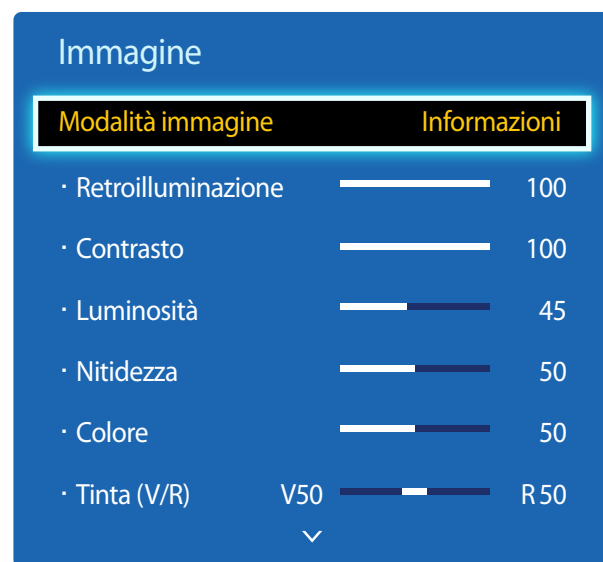 Immagine
Modalità immagine Informazioni
· Retroilluminazione 100
· Contrasto 100
· Luminosità 45
· Nitidezza 50
· Colore 50
· Tinta (V/R) V50 R50